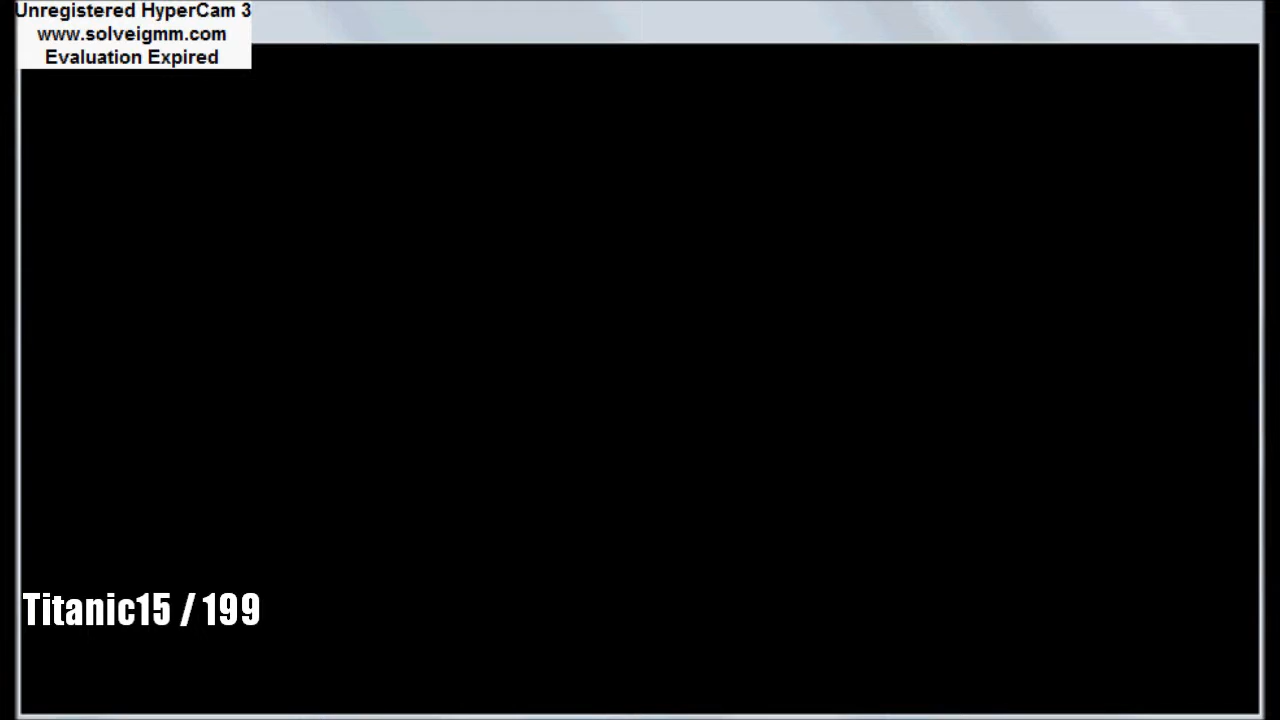 Unregistered HyperCam 3
www.solveigmm.com
Evaluation Expired
Titanic15 / 199